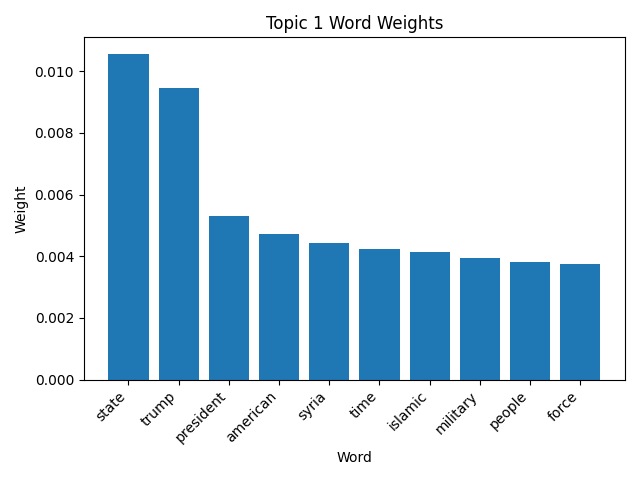 Topic 1 Word Weights
Weight
0.010
0.008
0.006
0.004
0.002
0.000
state
trump
president
american
syria
time
islamic
military
people
force
Word